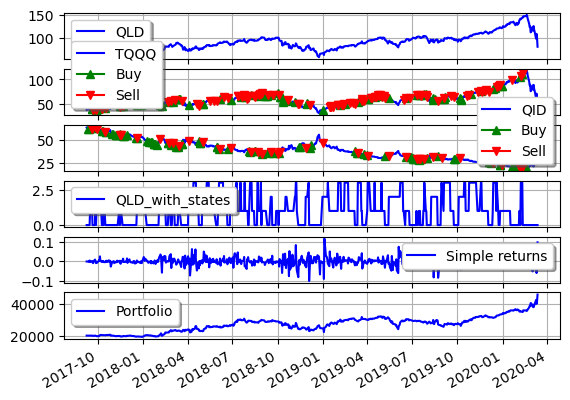 150
100
QLD
TQQQ
Buy
Sell
100
50
QID
Buy
Sell
50
25
2.5
0.0
QLD_with_states
0.1
0.0
−0.1
Simple returns
40000
20000
Portfolio
2017-10
2018-01
2018-04
2018-07
2018-10
2019-01
2019-04
2019-07
2019-10
2020-01
2020-04